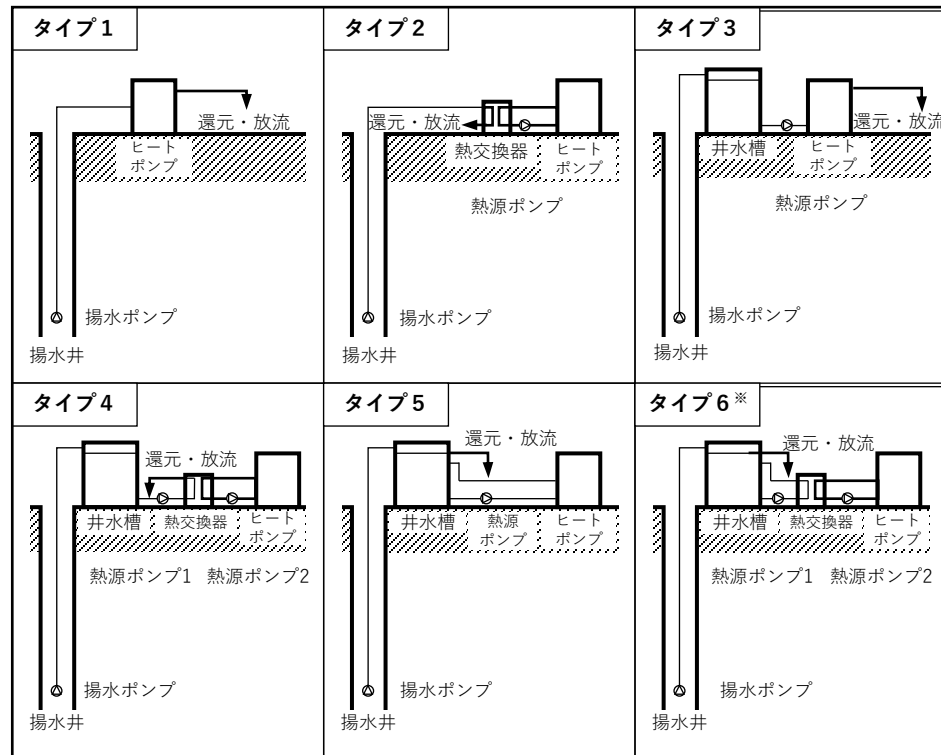 タイプ1
還元・放流
ヒート
ポンプ
揚水ポンプ
揚水井
タイプ2
還元・放流
熱交換器
ヒート
ポンプ
熱源ポンプ
揚水ポンプ
揚水井
タイプ3
還元・放流
井水槽
ヒート
ポンプ
熱源ポンプ
揚水ポンプ
揚水井
タイプ4
還元・放流
井水槽
熱交換器
ヒート
ポンプ
熱源ポンプ1
熱源ポンプ2
揚水ポンプ
揚水井
タイプ5
還元・放流
井水槽
熱源
ポンプ
ヒート
ポンプ
揚水ポンプ
揚水井
タイプ6※
還元・放流
井水槽
熱交換器
ヒート
ポンプ
熱源ポンプ1
熱源ポンプ2
揚水ポンプ
揚水井